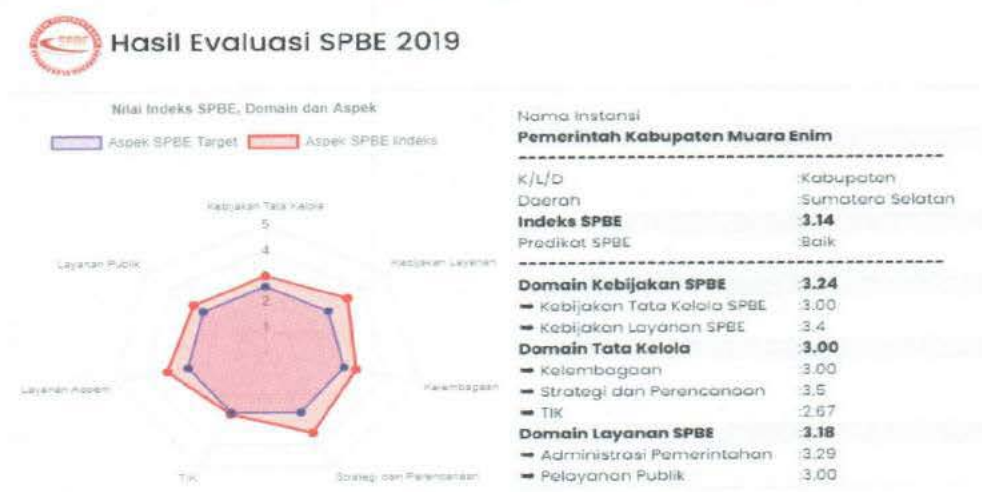 SPBE
Hasil Evaluasi SPBE 2019
Nilai Indeks SPBE, Domain dan Aspek
Aspek SPBE Target
Aspek SPBE Indeks
Kebijakan Tata Kelola
5
4
2
1
Layanan Publik
Kebijakan Layanan
Kelembagaan
Strategi dan Perencanaan
TIK
Nama Instansi
Pemerintah Kabupaten Muara Enim
K/L/D :Kabupaten
Daerah :Sumatera Selatan
Indeks SPBE :3.14
Predikat SPBE :Baik
Domain Kebijakan SPBE :3.24
➡ Kebijakan Tata Kelola SPBE :3.00
➡ Kebijakan Layanan SPBE :3.4
Domain Tata Kelola :3.00
➡ Kelembagaan :3.00
➡ Strategi dan Perencanaan :3.5
➡ TIK :2.67
Domain Layanan SPBE :3.18
➡ Administrasi Pemerintahan :3.29
➡ Pelayanan Publik :3.00